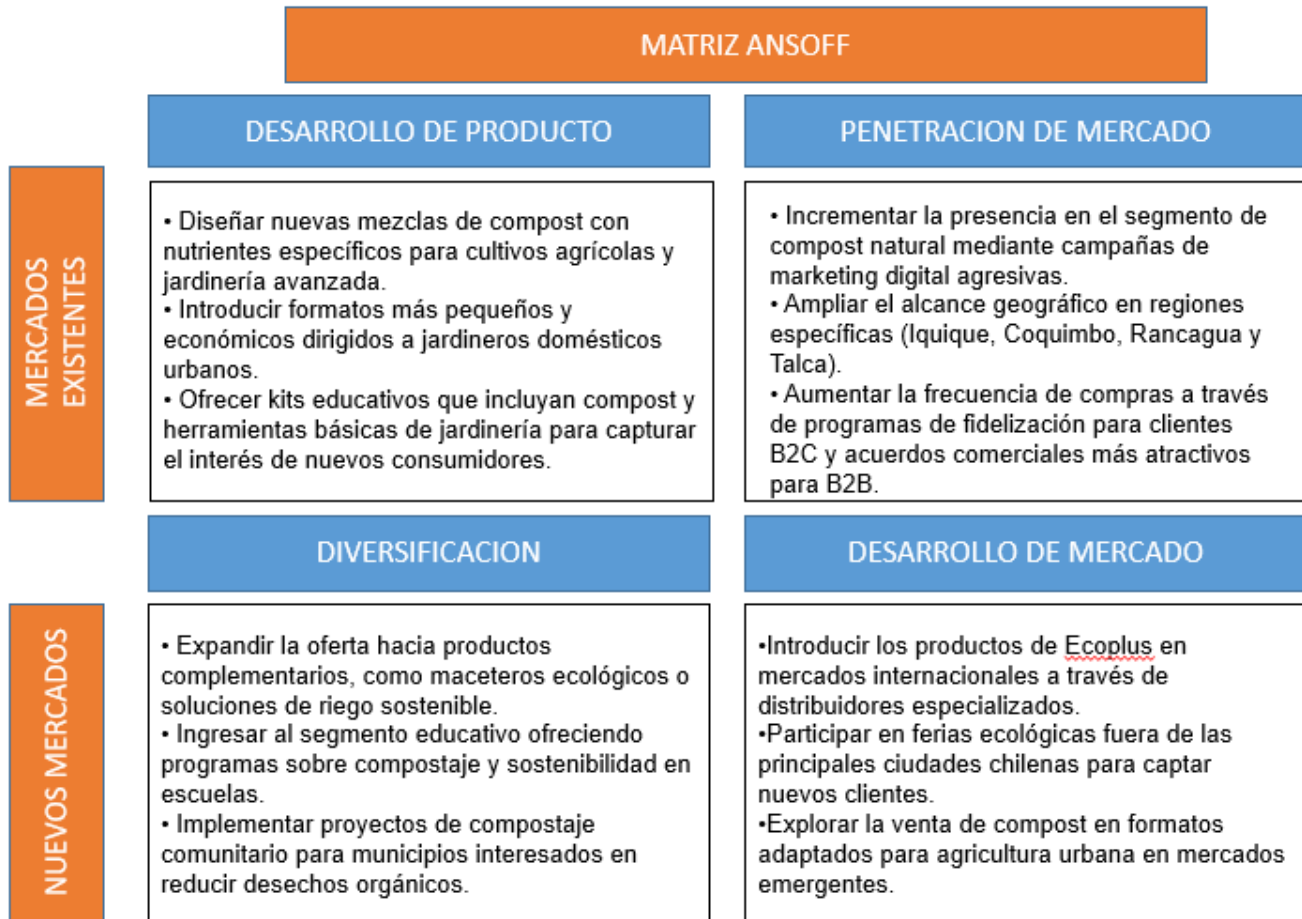 MATRIZ ANSOFF
DESARROLLO DE PRODUCTO
PENETRACION DE MERCADO
MERCADOS
EXISTENTES
• Diseñar nuevas mezclas de compost con
nutrientes específicos para cultivos agrícolas y
jardinería avanzada.
• Introducir formatos más pequeños y
económicos dirigidos a jardineros domésticos
urbanos.
• Ofrecer kits educativos que incluyan compost y
herramientas básicas de jardinería para capturar
el interés de nuevos consumidores.
• Incrementar la presencia en el segmento de
compost natural mediante campañas de
marketing digital agresivas.
• Ampliar el alcance geográfico en regiones
específicas (Iquique, Coquimbo, Rancagua y
Talca).
• Aumentar la frecuencia de compras a través
de programas de fidelización para clientes
B2C y acuerdos comerciales más atractivos
para B2B.
DIVERSIFICACION
DESARROLLO DE MERCADO
NUEVOS MERCADOS
• Expandir la oferta hacia productos
complementarios, como maceteros ecológicos o
soluciones de riego sostenible.
• Ingresar al segmento educativo ofreciendo
programas sobre compostaje y sostenibilidad en
escuelas.
• Implementar proyectos de compostaje
comunitario para municipios interesados en
reducir desechos orgánicos.
•Introducir los productos de Ecoplus en
mercados internacionales a través de
distribuidores especializados.
•Participar en ferias ecológicas fuera de las
principales ciudades chilenas para captar
nuevos clientes.
•Explorar la venta de compost en formatos
adaptados para agricultura urbana en mercados
emergentes.